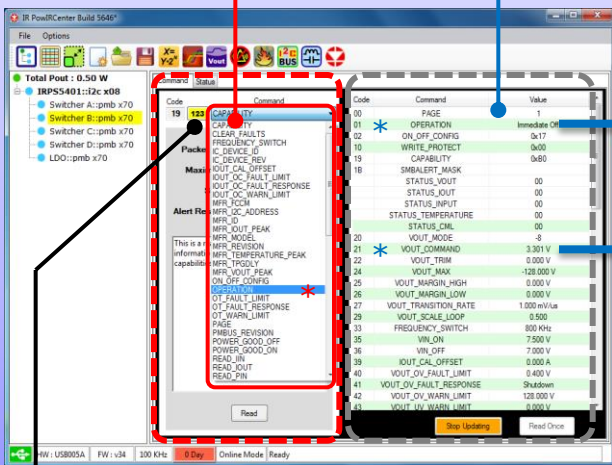 IR PowIRCenter Build 5646*
File Options
X=
Y-2"
Vout
I²C
BUS
Total Pout : 0.50 W
IRPS5401::i2c x08
Switcher A::pmb x70
Switcher B::pmb x70
Switcher C::pmb x70
Switcher D::pmb x70
LDO::pmb x70
Command Status
Code Command
19 123 CAPABILITY
CAPABILITY
CLEAR_FAULTS
FREQUENCY_SWITCH
IC_DEVICE_ID
IC_DEVICE_REV
IOUT_CAL_OFFSET
IOUT_OC_FAULT_LIMIT
IOUT_OC_FAULT_RESPONSE
IOUT_OC_WARN_LIMIT
MFR_FCCM
MFR_I2C_ADDRESS
MFR_ID
MFR_IOUT_PEAK
MFR_MODEL
MFR_REVISION
MFR_TEMPERATURE_PEAK
MFR_TPGDLY
MFR_VOUT_PEAK
ON_OFF_CONFIG
OPERATION
OT_FAULT_LIMIT
OT_FAULT_RESPONSE
OT_WARN_LIMIT
PAGE
PMBUS_REVISION
POWER_GOOD_OFF
POWER_GOOD_ON
READ_IIN
READ_IOUT
READ_PIN
Packe
Maxi
S
Alert Re
This is a r
informatio
capabiliti
Read
Code Command Value
00 PAGE 1
01 OPERATION Immediate Off
02 ON_OFF_CONFIG 0x17
10 WRITE_PROTECT 0x00
19 CAPABILITY 0xB0
1B SMBALERT_MASK
STATUS_VOUT 00
STATUS_IOUT 00
STATUS_INPUT 00
STATUS_TEMPERATURE 00
STATUS_CML 00
20 VOUT_MODE -8
21 VOUT_COMMAND 3.301 V
22 VOUT_TRIM 0.000 V
24 VOUT_MAX -128.000 V
25 VOUT_MARGIN_HIGH 0.000 V
26 VOUT_MARGIN_LOW 0.000 V
27 VOUT_TRANSITION_RATE 1.000 mV/us
29 VOUT_SCALE_LOOP 0.500
33 FREQUENCY_SWITCH 800 KHz
35 VIN_ON 7.500 V
36 VIN_OFF 7.000 V
39 IOUT_CAL_OFFSET 0.000 A
40 VOUT_OV_FAULT_LIMIT 0.400 V
41 VOUT_OV_FAULT_RESPONSE Shutdown
42 VOUT_OV_WARN_LIMIT 128.000 V
43 VOUT_UV_WARN_LIMIT 0.000 V
Stop Updating Read Once
HW : USB005A FW : v34 100 KHz 0 Day Online Mode Ready